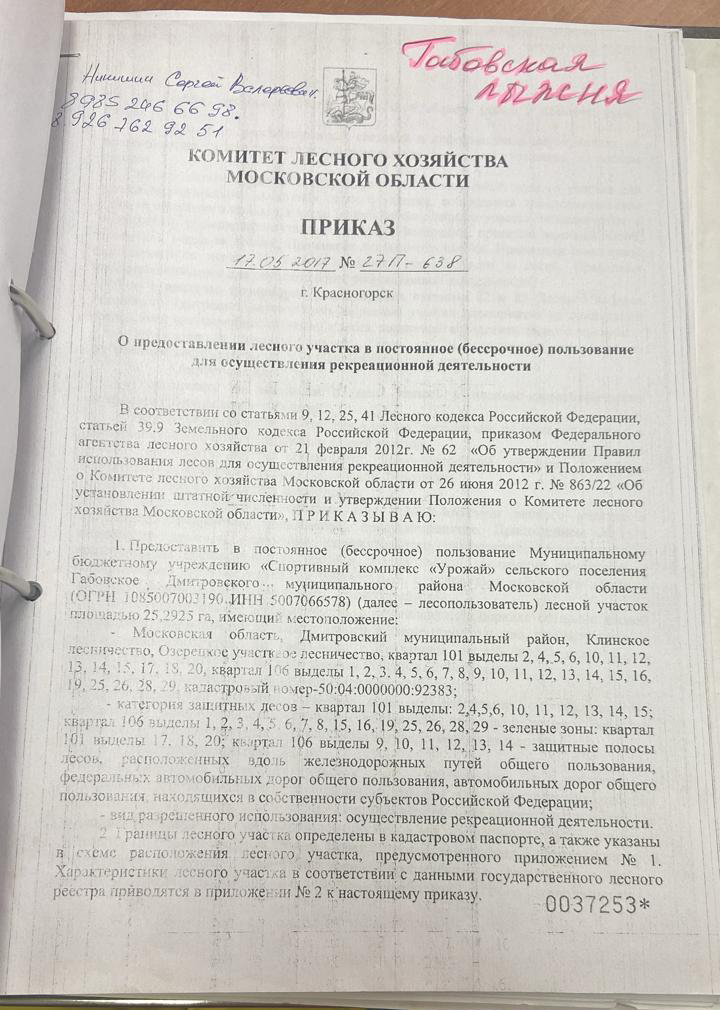 Никишин Сергей Валерьевич.
8985 246 66 98.
8.926 762 92 51
Габовская
лыжня
КОМИТЕТ ЛЕСНОГО ХОЗЯЙСТВА
МОСКОВСКОЙ ОБЛАСТИ
ПРИКАЗ
17.05 2017 № 27П-638
г. Красногорск
О предоставлении лесного участка в постоянное (бессрочное) пользование
для осуществления рекреационной деятельности
В соответствии со статьями 9, 12, 25, 41 Лесного кодекса Российской Федерации,
статьей 39.9 Земельного кодекса Российской Федерации, приказом Федерального
агентства лесного хозяйства от 21 февраля 2012г. № 62 «Об утверждении Правил
использования лесов для осуществления рекреационной деятельности» и Положением
о Комитете лесного хозяйства Московской области от 26 июня 2012 г. № 863/22 «Об
установлении штатной численности и утверждении Положения о Комитете лесного
хозяйства Московской области», П Р И К А З Ы В А Ю:
1. Предоставить в постоянное (бессрочное) пользование Муниципальному
бюджетному учреждению «Спортивный комплекс «Урожай» сельского поселения
Габовское Дмитровского муниципального района Московской области
(ОГРН 1085007003190, ИНН 5007066578) (далее – лесопользователю) лесной участок
площадью 25,2925 га, имеющий местоположение:
- Московская область, Дмитровский муниципальный район, Клинское
лесничество, Озерецкое участковое лесничество, квартал 101 выделы 2, 4, 5, 6, 10, 11, 12,
13, 14, 15, 17, 18, 20, квартал 106 выделы 1, 2, 3. 4, 5, 6, 7, 8, 9, 10, 11, 12, 13, 14, 15, 16,
19, 25, 26, 28, 29, кадастровый номер-50:04:0000000:92383;
- категория защитных лесов – квартал 101 выделы: 2,4,5,6, 10, 11, 12, 13, 14, 15;
квартал 106 выделы 1, 2, 3, 4, 5, 6, 7, 8, 15, 16, 19, 25, 26, 28, 29 - зеленые зоны: квартал
101 выделы 17, 18, 20; квартал 106 выделы 9, 10, 11, 12, 13, 14 - защитные полосы
лесов, расположенных вдоль железнодорожных путей общего пользования,
федеральных автомобильных дорог общего пользования, автомобильных дорог общего
пользования, находящихся в собственности субъектов Российской Федерации;
- вид разрешенного использования: осуществление рекреационной деятельности.
2. Границы лесного участка определены в кадастровом паспорте, а также указаны
в схеме расположения лесного участка, предусмотренного приложением № 1.
Характеристики лесного участка в соответствии с данными государственного лесного
реестра приводятся в приложении № 2 к настоящему приказу.
0037253*